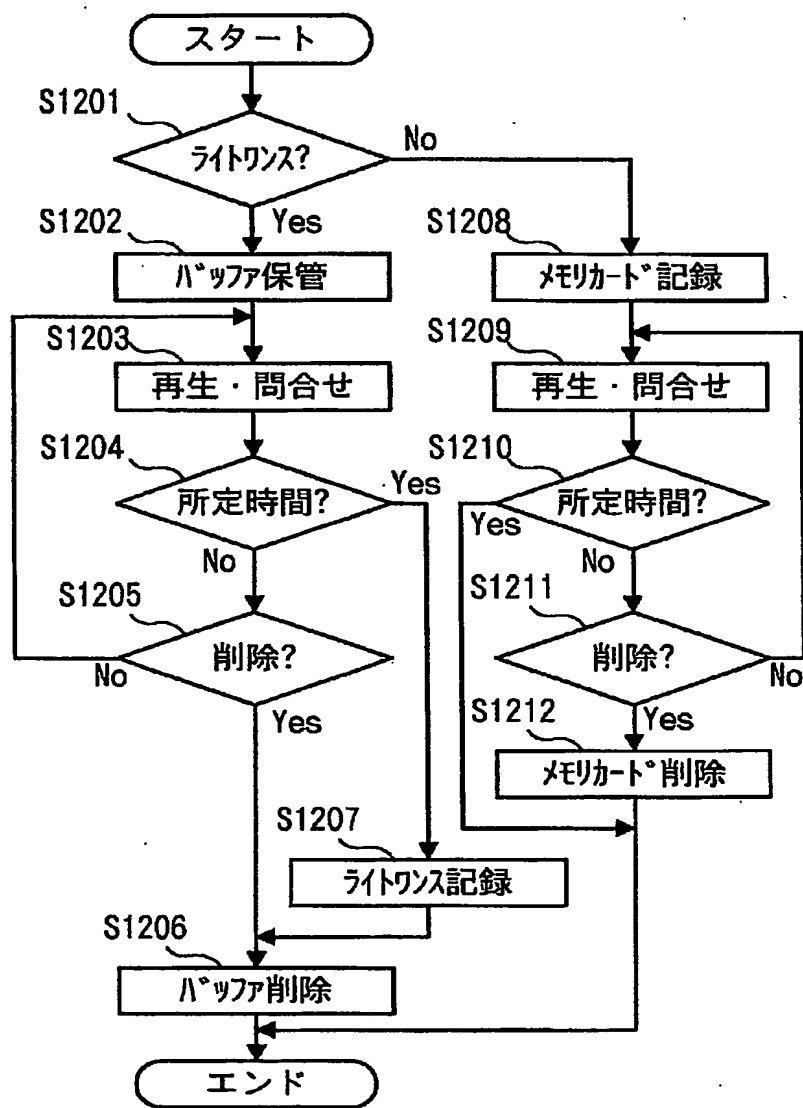 スタート
S1201
ライトワンス?
No
Yes
S1202
バッファ保管
S1203
再生・問合せ
S1204
所定時間?
Yes
No
S1205
削除?
No
Yes
S1207
ライトワンス記録
S1206
バッファ削除
エンド
S1208
メモリカード記録
S1209
再生・問合せ
S1210
所定時間?
Yes
No
S1211
削除?
No
Yes
S1212
メモリカード削除